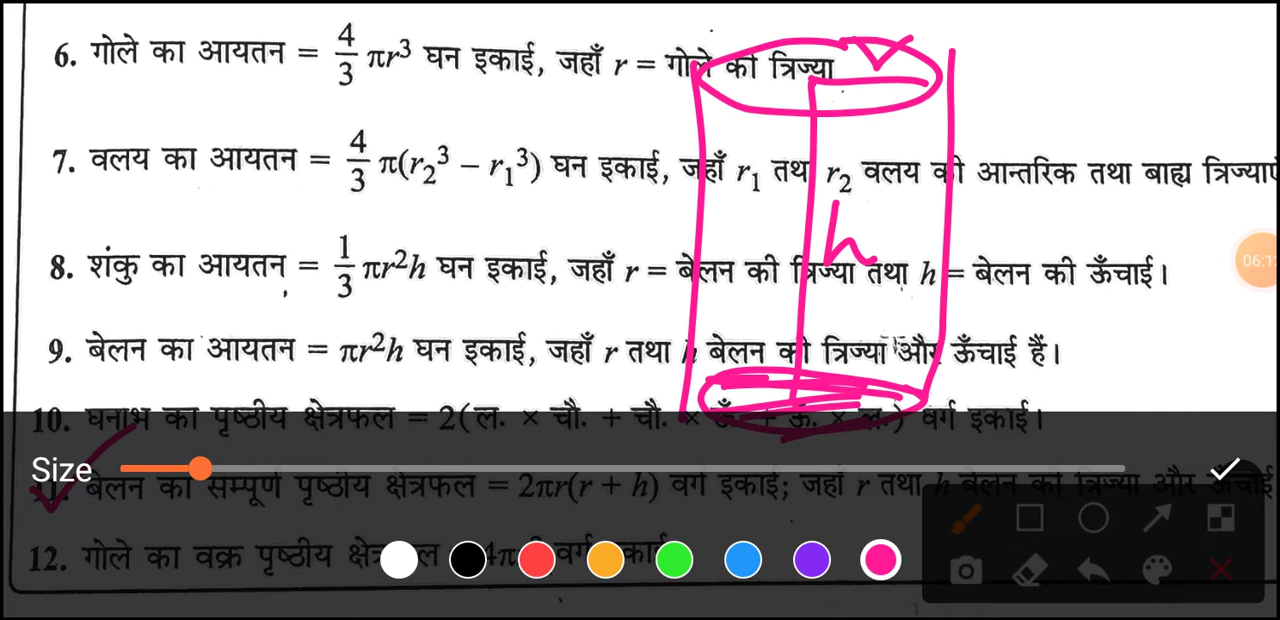 6. गोले का आयतन = 4/3 πr³ घन इकाई, जहाँ r = गोले की त्रिज्या
7. वलय का आयतन = 4/3 π(r₂³ – r₁³) घन इकाई, जहाँ r₁ तथा r₂ वलय की आन्तरिक तथा बाह्य
h
8. शंकु का आयतन = 1/3 πr²h घन इकाई, जहाँ r = बेलन की त्रिज्या तथा h = बेलन की ऊँचाई।
06:1
9. बेलन का आयतन = πr²h घन इकाई, जहाँ r तथा h बेलन की त्रिज्या और ऊँचाई हैं।
10. घनाभ का पृष्ठीय क्षेत्रफल = 2(ल. × चौ. + चौ. × ऊँ. + ऊँ. × ल.) वर्ग इकाई।
Size
बेलन का सम्पूर्ण पृष्ठीय क्षेत्रफल = 2πr(r + h) वर्ग इकाई; जहाँ r तथा h बेलन की त्रिज्या और ऊँचाई
12. गोले का वक्र पृष्ठीय